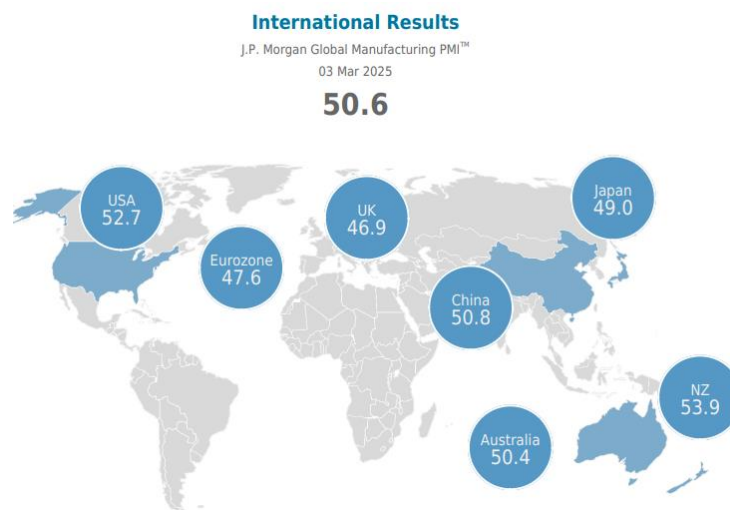 International Results
J.P. Morgan Global Manufacturing PMI™
03 Mar 2025
50.6
USA
52.7
Eurozone
47.6
UK
46.9
Japan
49.0
China
50.8
NZ
53.9
Australia
50.4